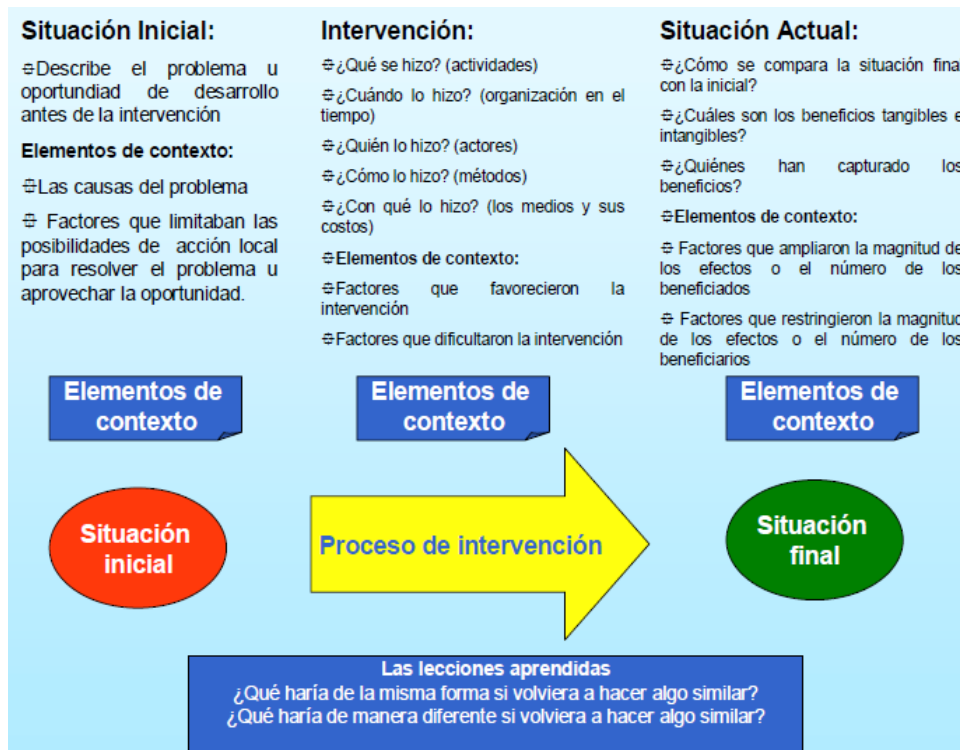 Situación Inicial:
⊖Describe el problema u
oportundiad de desarrollo
antes de la intervención
Elementos de contexto:
⊖Las causas del problema
⊖ Factores que limitaban las
posibilidades de acción local
para resolver el problema u
aprovechar la oportunidad.
Intervención:
⊖¿Qué se hizo? (actividades)
⊖¿Cuándo lo hizo? (organización en el
tiempo)
⊖¿Quién lo hizo? (actores)
⊖¿Cómo lo hizo? (métodos)
⊖¿Con qué lo hizo? (los medios y sus
costos)
⊖Elementos de contexto:
⊖Factores que favorecieron la
intervención
⊖Factores que dificultaron la intervención
Situación Actual:
⊖¿Cómo se compara la situación final
con la inicial?
⊖¿Cuáles son los beneficios tangibles e
intangibles?
⊖¿Quiénes han capturado los
beneficios?
⊖Elementos de contexto:
⊖ Factores que ampliaron la magnitud de
los efectos o el número de los
beneficiados
⊖ Factores que restringieron la magnitud
de los efectos o el número de los
beneficiarios
Elementos de
contexto
Elementos de
contexto
Elementos de
contexto
Situación
inicial
Proceso de intervención
Situación
final
Las lecciones aprendidas
¿Qué haría de la misma forma si volviera a hacer algo similar?
¿Qué haría de manera diferente si volviera a hacer algo similar?